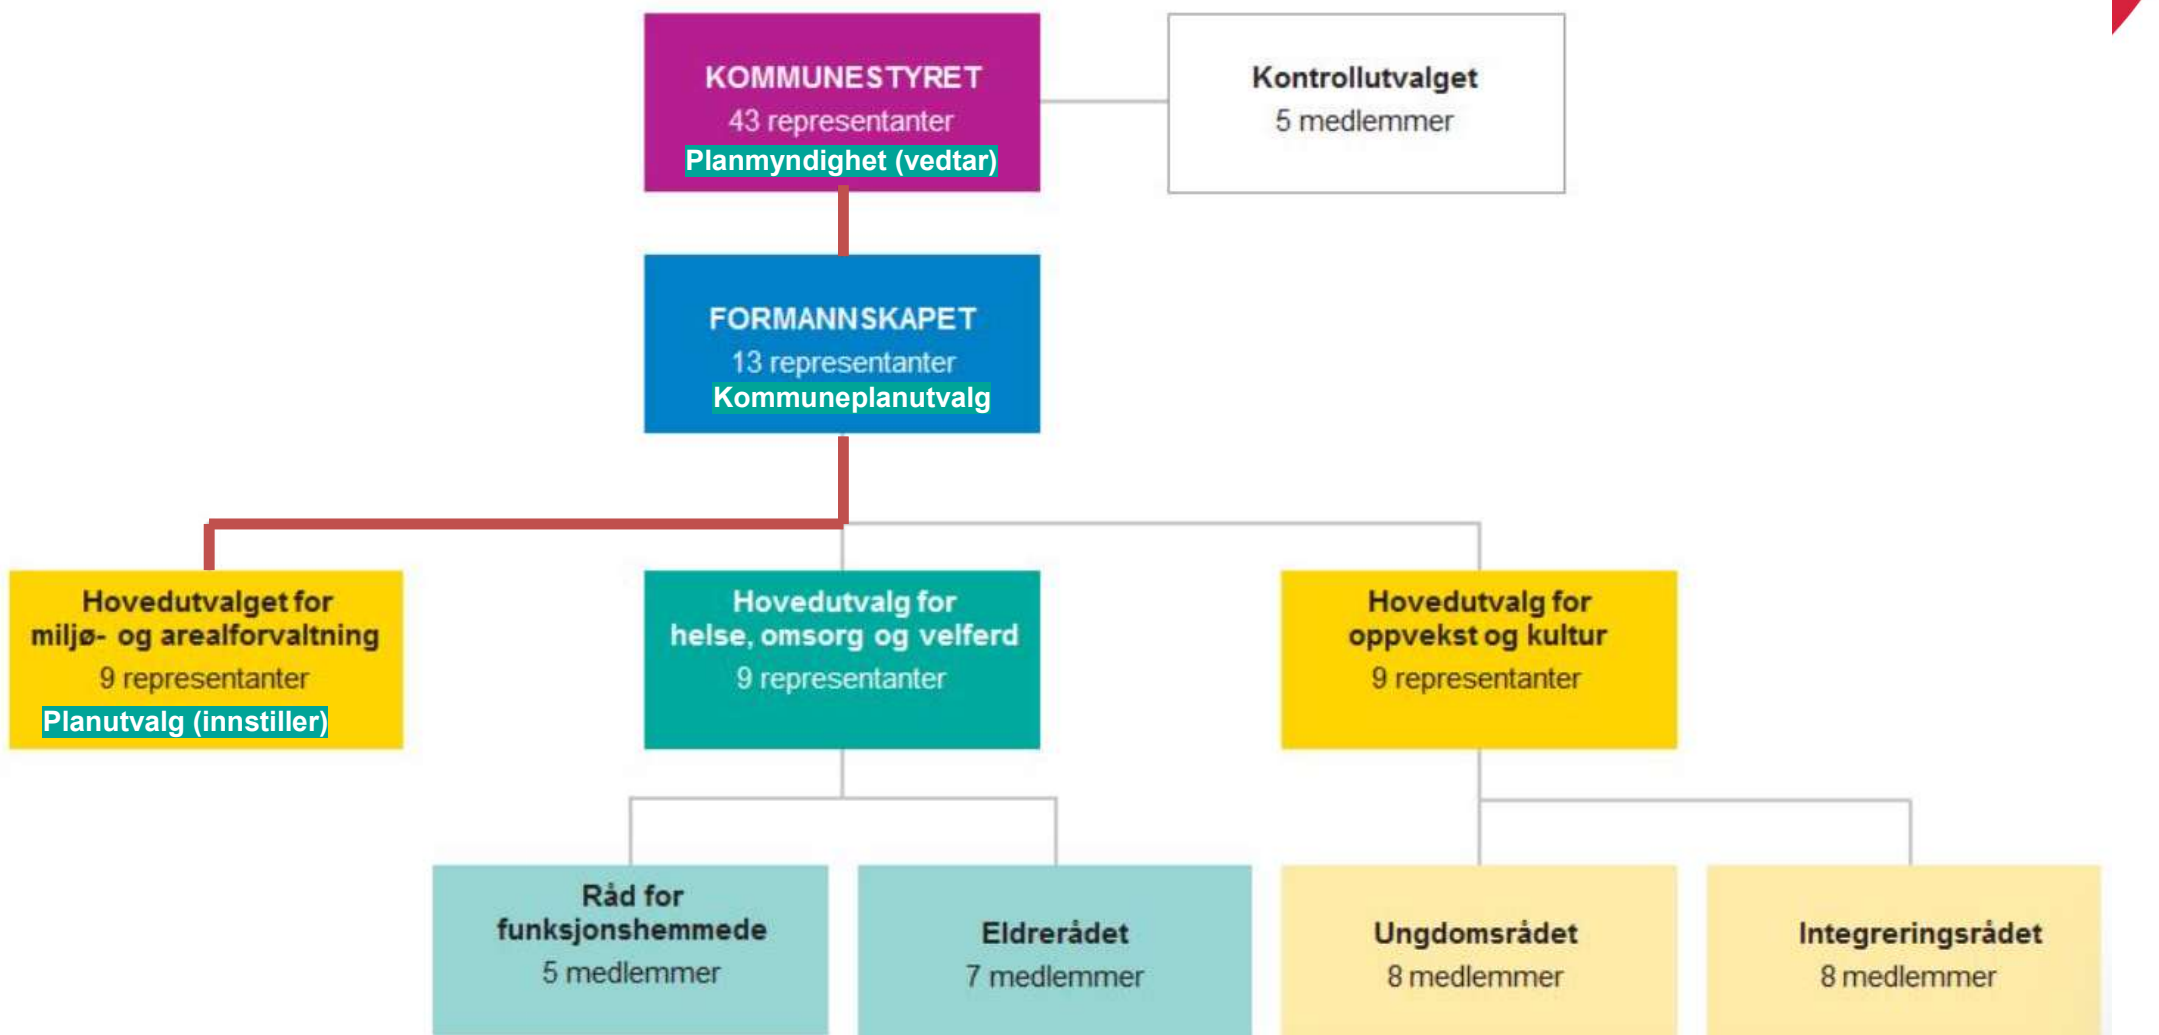 KOMMUNESTYRET
43 representanter
Planmyndighet (vedtar)
Kontrollutvalget
5 medlemmer
FORMANNSKAPET
13 representanter
Kommuneplanutvalg
Hovedutvalget for
miljø- og arealforvaltning
9 representanter
Planutvalg (innstiller)
Hovedutvalg for
helse, omsorg og velferd
9 representanter
Hovedutvalg for
oppvekst og kultur
9 representanter
Råd for
funksjonshemmede
5 medlemmer
Eldrerådet
7 medlemmer
Ungdomsrådet
8 medlemmer
Integreringsrådet
8 medlemmer